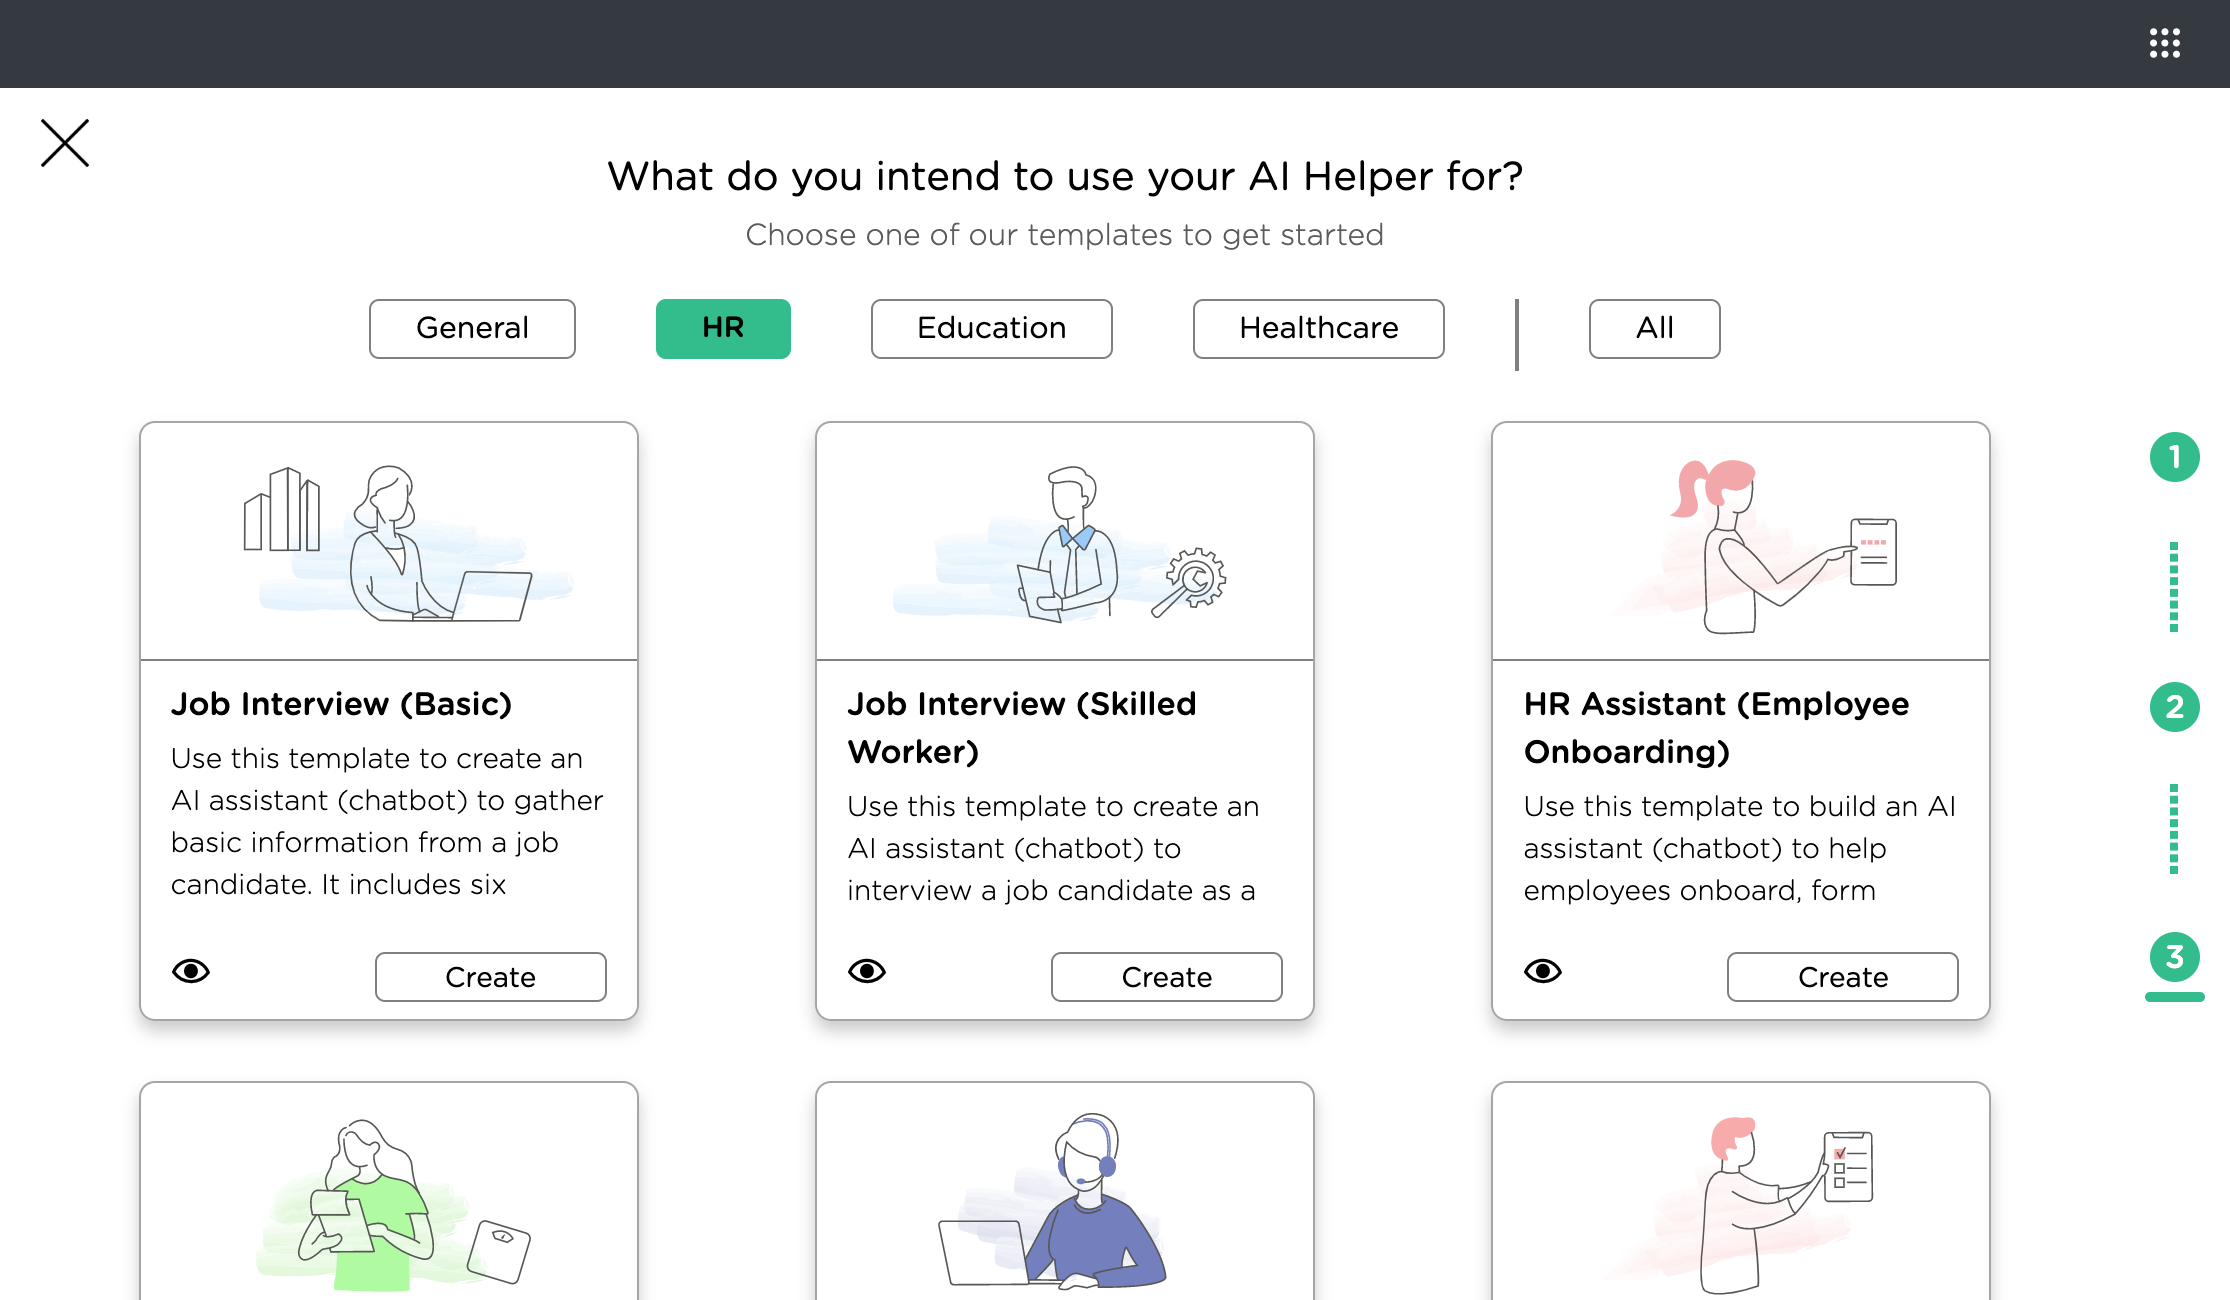 What do you intend to use your AI Helper for?
Choose one of our templates to get started
General
HR
Education
Healthcare
All
Job Interview (Basic)
Use this template to create an
AI assistant (chatbot) to gather
basic information from a job
candidate. It includes six
Create
Job Interview (Skilled
Worker)
Use this template to create an
AI assistant (chatbot) to
interview a job candidate as a
Create
HR Assistant (Employee
Onboarding)
Use this template to build an AI
assistant (chatbot) to help
employees onboard, form
Create
1
2
3